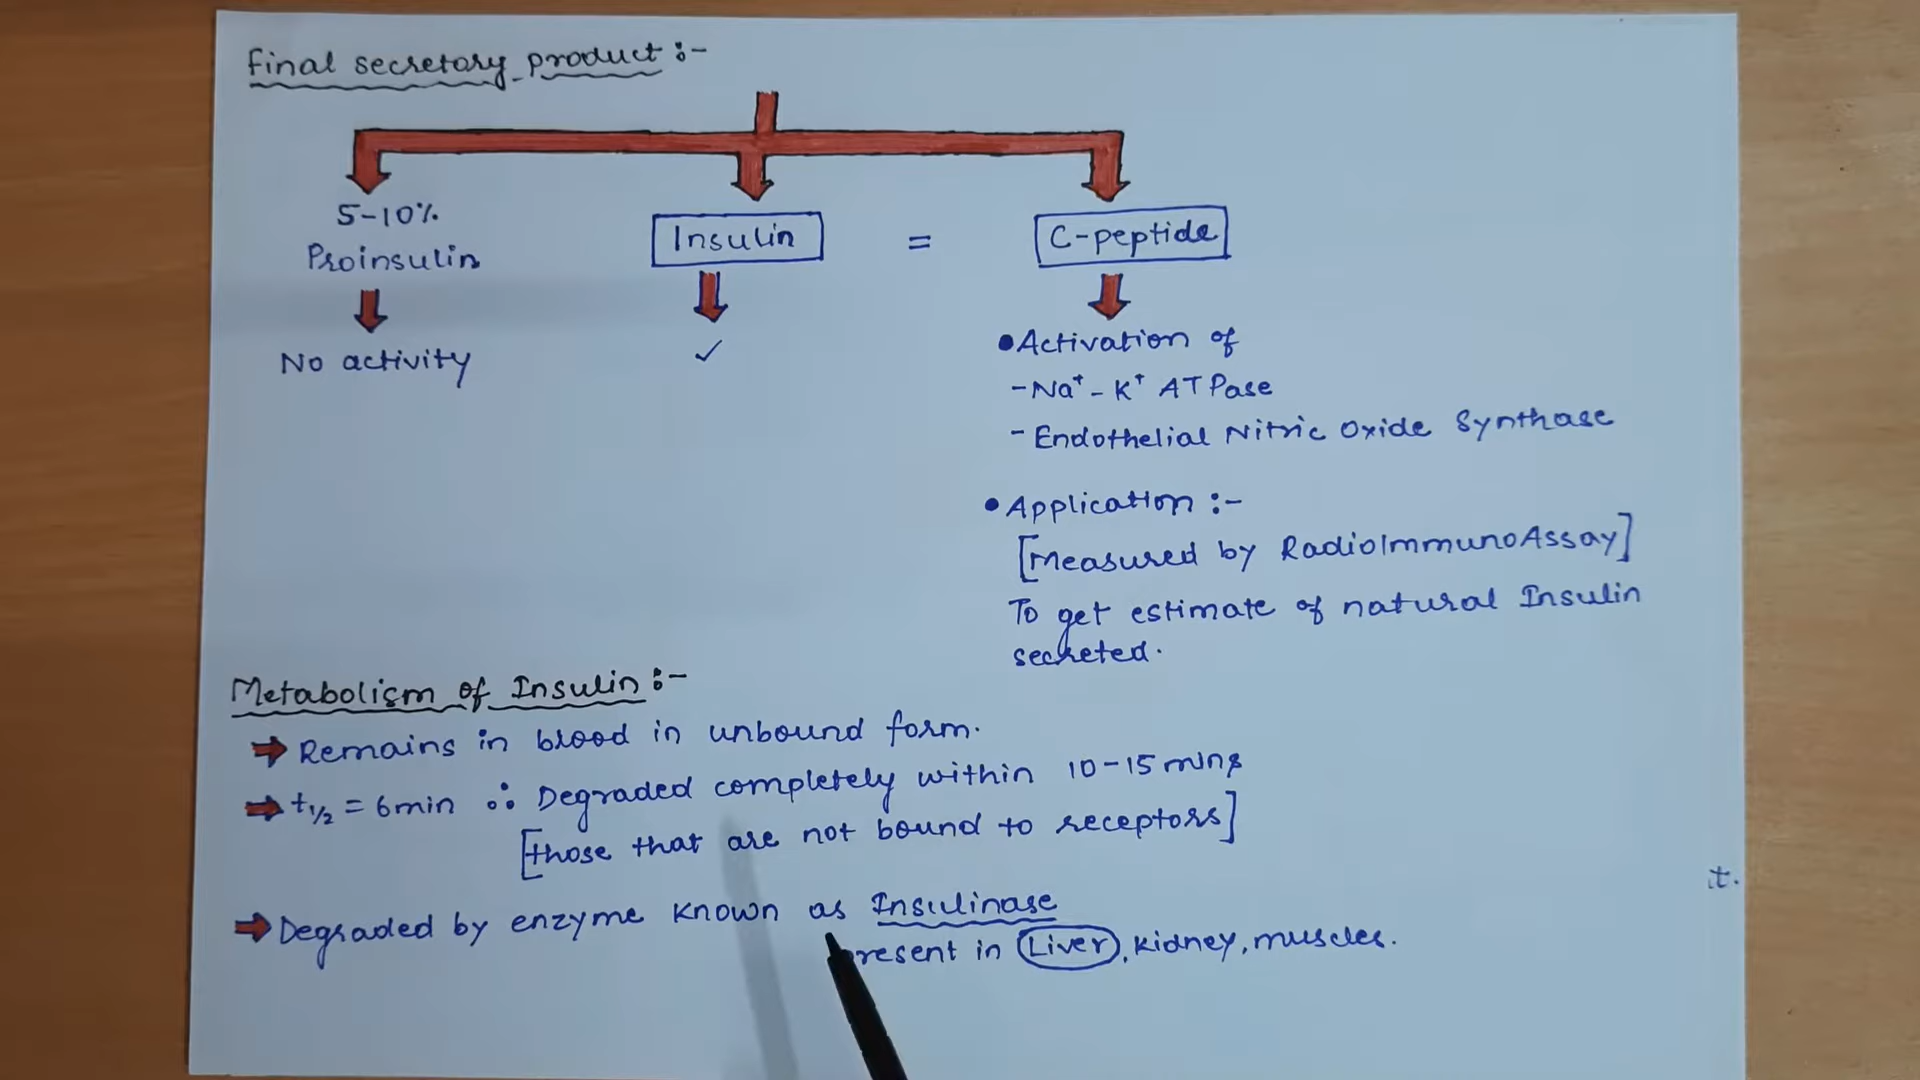 Final secretory product :-
5-10%
Proinsulin
No activity
Insulin
✓
=
C-peptide
•Activation of
-Na⁺-K⁺ ATPase
-Endothelial Nitric Oxide Synthase
•Application :-
[Measured by RadioImmunoAssay]
To get estimate of natural Insulin
secreted.
Metabolism of Insulin :-
➡ Remains in blood in unbound form.
➡ t1/2 = 6min ∴ Degraded completely within 10-15 mins
[those that are not bound to receptors]
➡ Degraded by enzyme known as Insulinase
resent in Liver, kidney, muscles.
t.